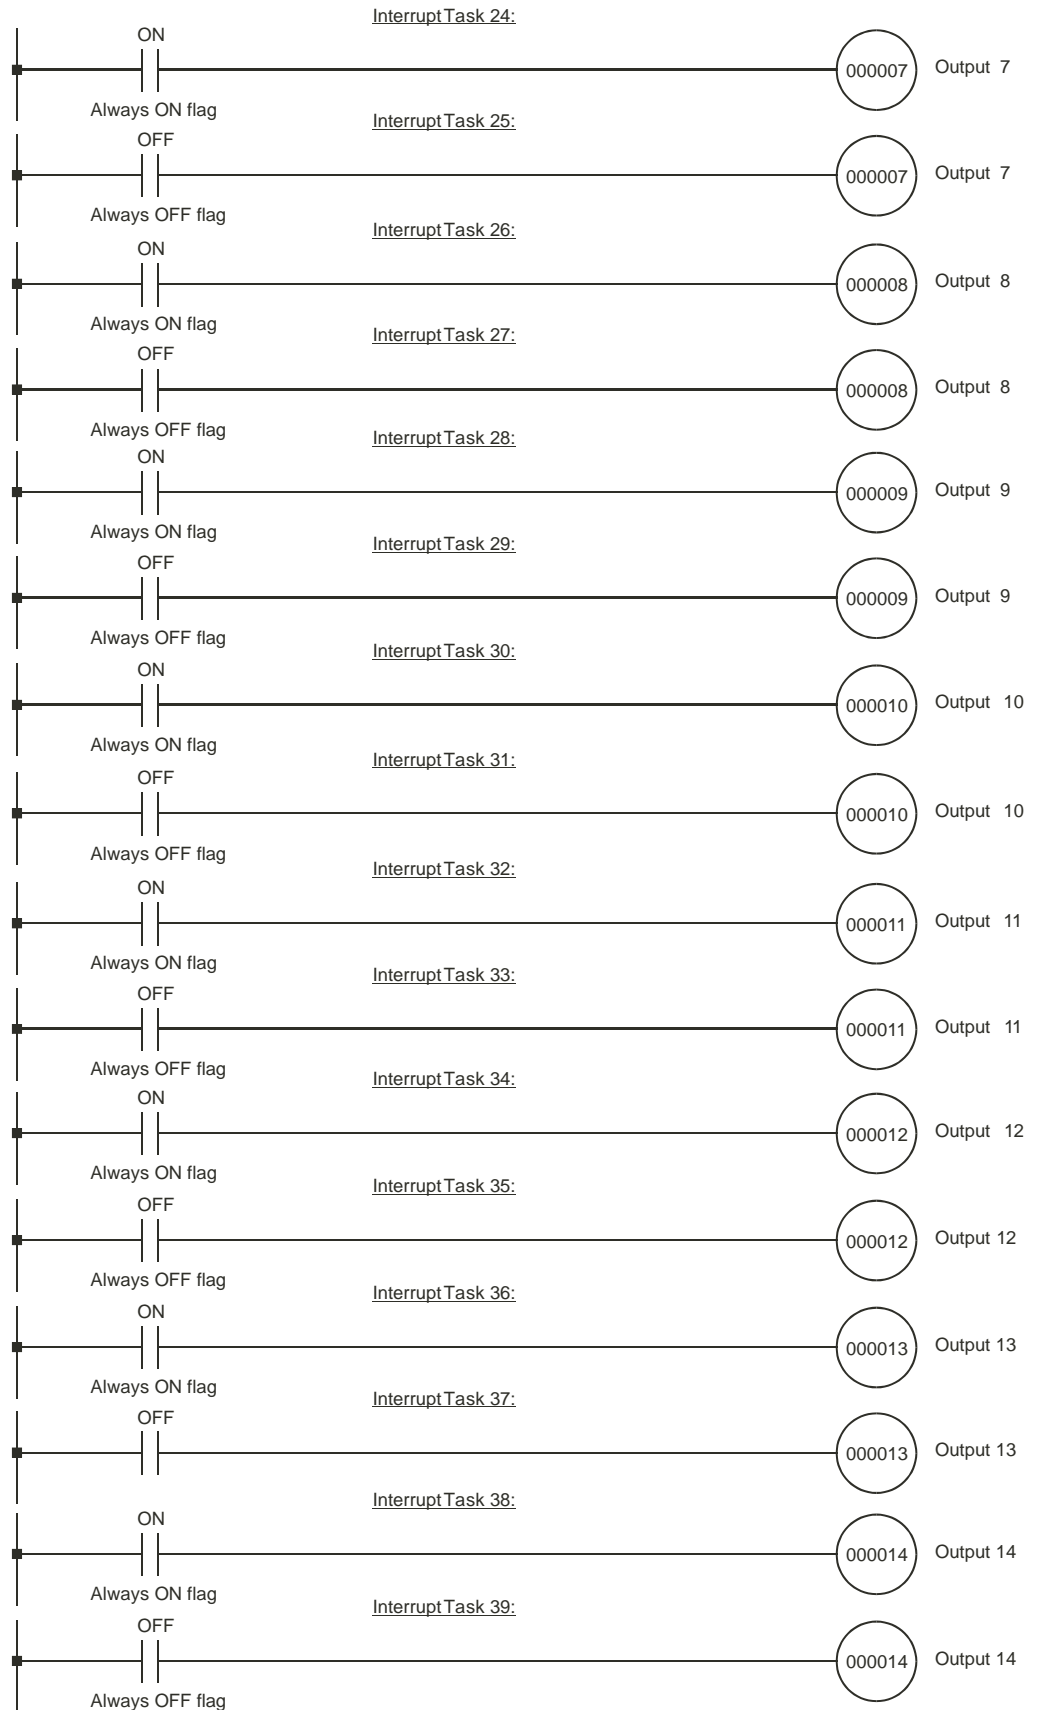 Interrupt Task 24:
ON
000007 Output 7
Always ON flag
Interrupt Task 25:
OFF
000007 Output 7
Always OFF flag
Interrupt Task 26:
ON
000008 Output 8
Always ON flag
Interrupt Task 27:
OFF
000008 Output 8
Always OFF flag
Interrupt Task 28:
ON
000009 Output 9
Always ON flag
Interrupt Task 29:
OFF
000009 Output 9
Always OFF flag
Interrupt Task 30:
ON
000010 Output 10
Always ON flag
Interrupt Task 31:
OFF
000010 Output 10
Always OFF flag
Interrupt Task 32:
ON
000011 Output 11
Always ON flag
Interrupt Task 33:
OFF
000011 Output 11
Always OFF flag
Interrupt Task 34:
ON
000012 Output 12
Always ON flag
Interrupt Task 35:
OFF
000012 Output 12
Always OFF flag
Interrupt Task 36:
ON
000013 Output 13
Always ON flag
Interrupt Task 37:
OFF
000013 Output 13
Interrupt Task 38:
ON
000014 Output 14
Always ON flag
Interrupt Task 39:
OFF
000014 Output 14
Always OFF flag